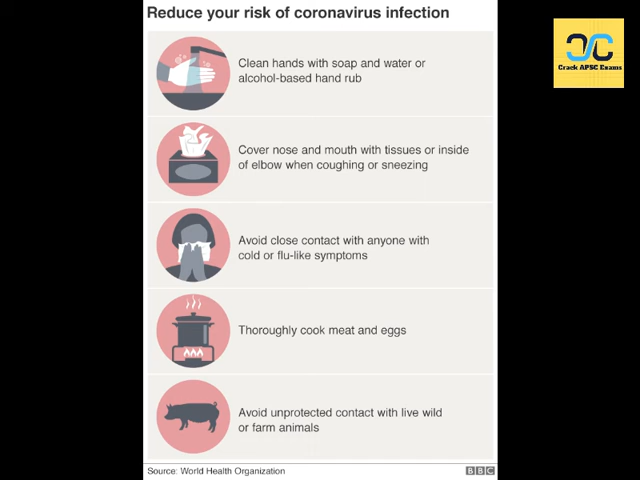 Reduce your risk of coronavirus infection
Clean hands with soap and water or
alcohol-based hand rub
Cover nose and mouth with tissues or inside
of elbow when coughing or sneezing
Avoid close contact with anyone with
cold or flu-like symptoms
Thoroughly cook meat and eggs
Avoid unprotected contact with live wild
or farm animals
Source: World Health Organization
BBC
Crack APSC Exams